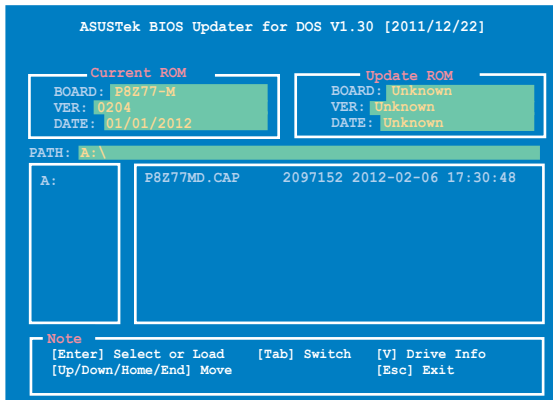 ASUSTek BIOS Updater for DOS V1.30 [2011/12/22]
Current ROM
BOARD: P8Z77-M
VER: 0204
DATE: 01/01/2012
Update ROM
BOARD: Unknown
VER: Unknown
DATE: Unknown
PATH: A:\
A:
P8Z77MD.CAP 2097152 2012-02-06 17:30:48
Note
[Enter] Select or Load [Tab] Switch [V] Drive Info
[Up/Down/Home/End] Move [Esc] Exit